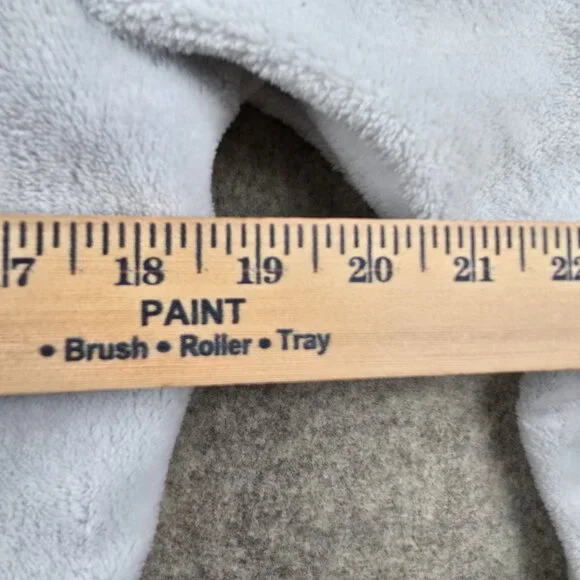 7 18 19 20 21 22
PAINT
• Brush • Roller • Tray